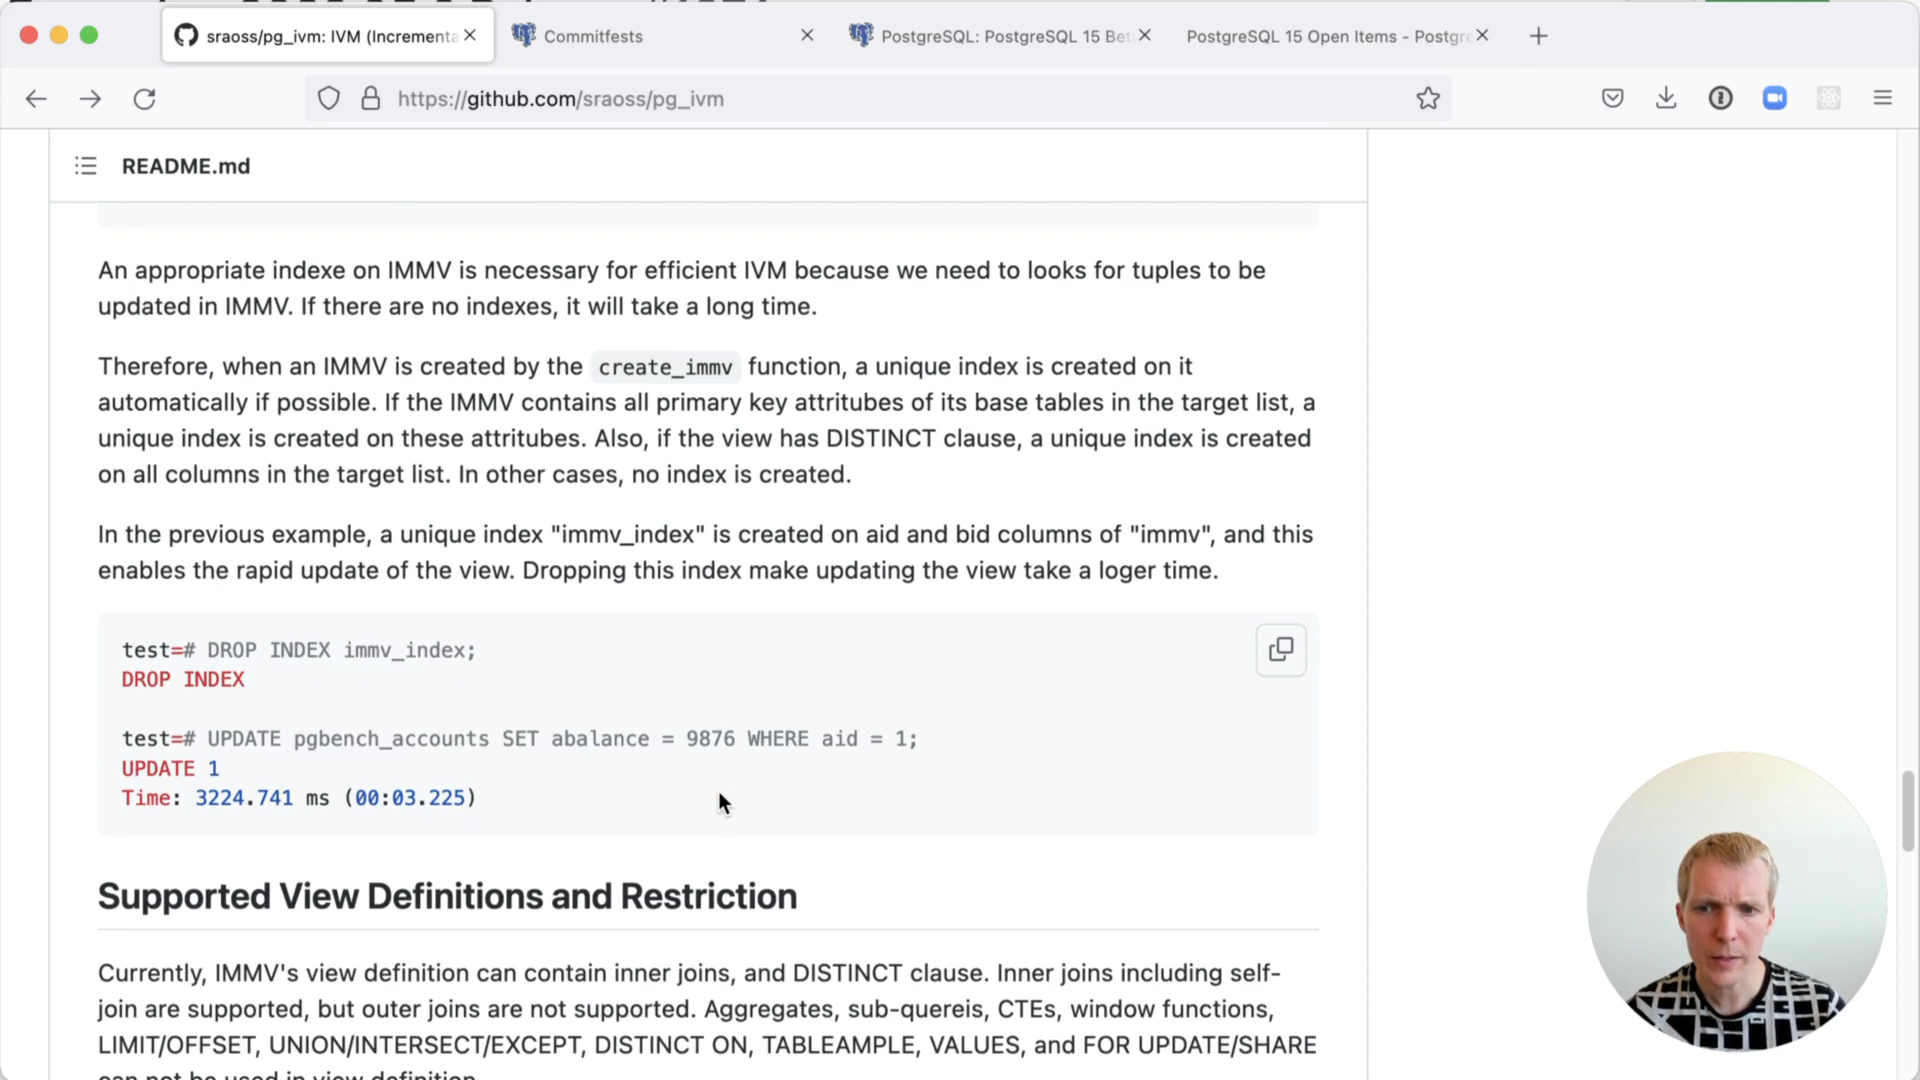 sraoss/pg_ivm: IVM (Incrementa
Commitfests
PostgreSQL: PostgreSQL 15 Bet
PostgreSQL 15 Open Items - Postgre
https://github.com/sraoss/pg_ivm
README.md
An appropriate indexe on IMMV is necessary for efficient IVM because we need to looks for tuples to be
updated in IMMV. If there are no indexes, it will take a long time.
Therefore, when an IMMV is created by the create_immv function, a unique index is created on it
automatically if possible. If the IMMV contains all primary key attritubes of its base tables in the target list, a
unique index is created on these attritubes. Also, if the view has DISTINCT clause, a unique index is created
on all columns in the target list. In other cases, no index is created.
In the previous example, a unique index "immv_index" is created on aid and bid columns of "immv", and this
enables the rapid update of the view. Dropping this index make updating the view take a loger time.
test=# DROP INDEX immv_index;
DROP INDEX
test=# UPDATE pgbench_accounts SET abalance = 9876 WHERE aid = 1;
UPDATE 1
Time: 3224.741 ms (00:03.225)
Supported View Definitions and Restriction
Currently, IMMV's view definition can contain inner joins, and DISTINCT clause. Inner joins including self-
join are supported, but outer joins are not supported. Aggregates, sub-quereis, CTEs, window functions,
LIMIT/OFFSET, UNION/INTERSECT/EXCEPT, DISTINCT ON, TABLEAMPLE, VALUES, and FOR UPDATE/SHARE
can not be used in view definition.